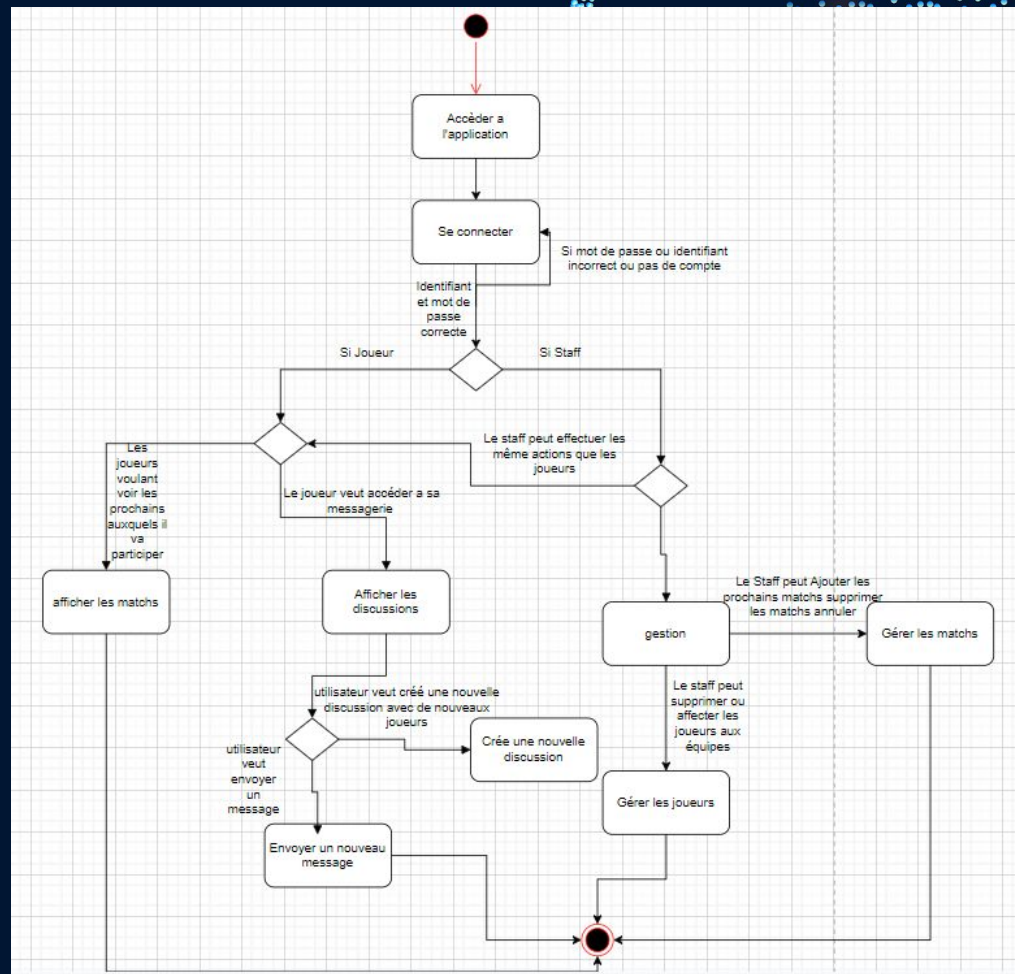 Accèder a
l'application
Se connecter
Si mot de passe ou identifiant
incorrect ou pas de compte
Identifiant
et mot de
passe
correcte
Si Joueur
Si Staff
Les
joueurs
voulant
voir les
prochains
auxquels il
va
participer
Le staff peut effectuer les
même actions que les
joueurs
Le joueur veut accéder a sa
messagerie
afficher les matchs
Afficher les
discussions
gestion
Le Staff peut Ajouter les
prochains matchs supprimer
les matchs annuler
Gérer les matchs
utilisateur veut créé une nouvelle
discussion avec de nouveaux
joueurs
Le staff peut
supprimer ou
affecter les
joueurs aux
équipes
Crée une nouvelle
discussion
utilisateur
veut
envoyer
un
message
Gérer les joueurs
Envoyer un nouveau
message